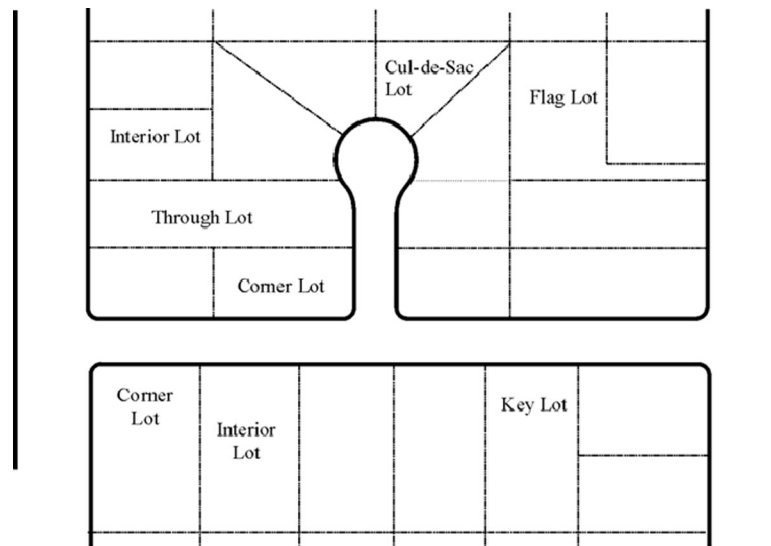 Cul-de-Sac
Lot
Flag Lot
Interior Lot
Through Lot
Corner Lot
Corner
Lot
Key Lot
Interior
Lot